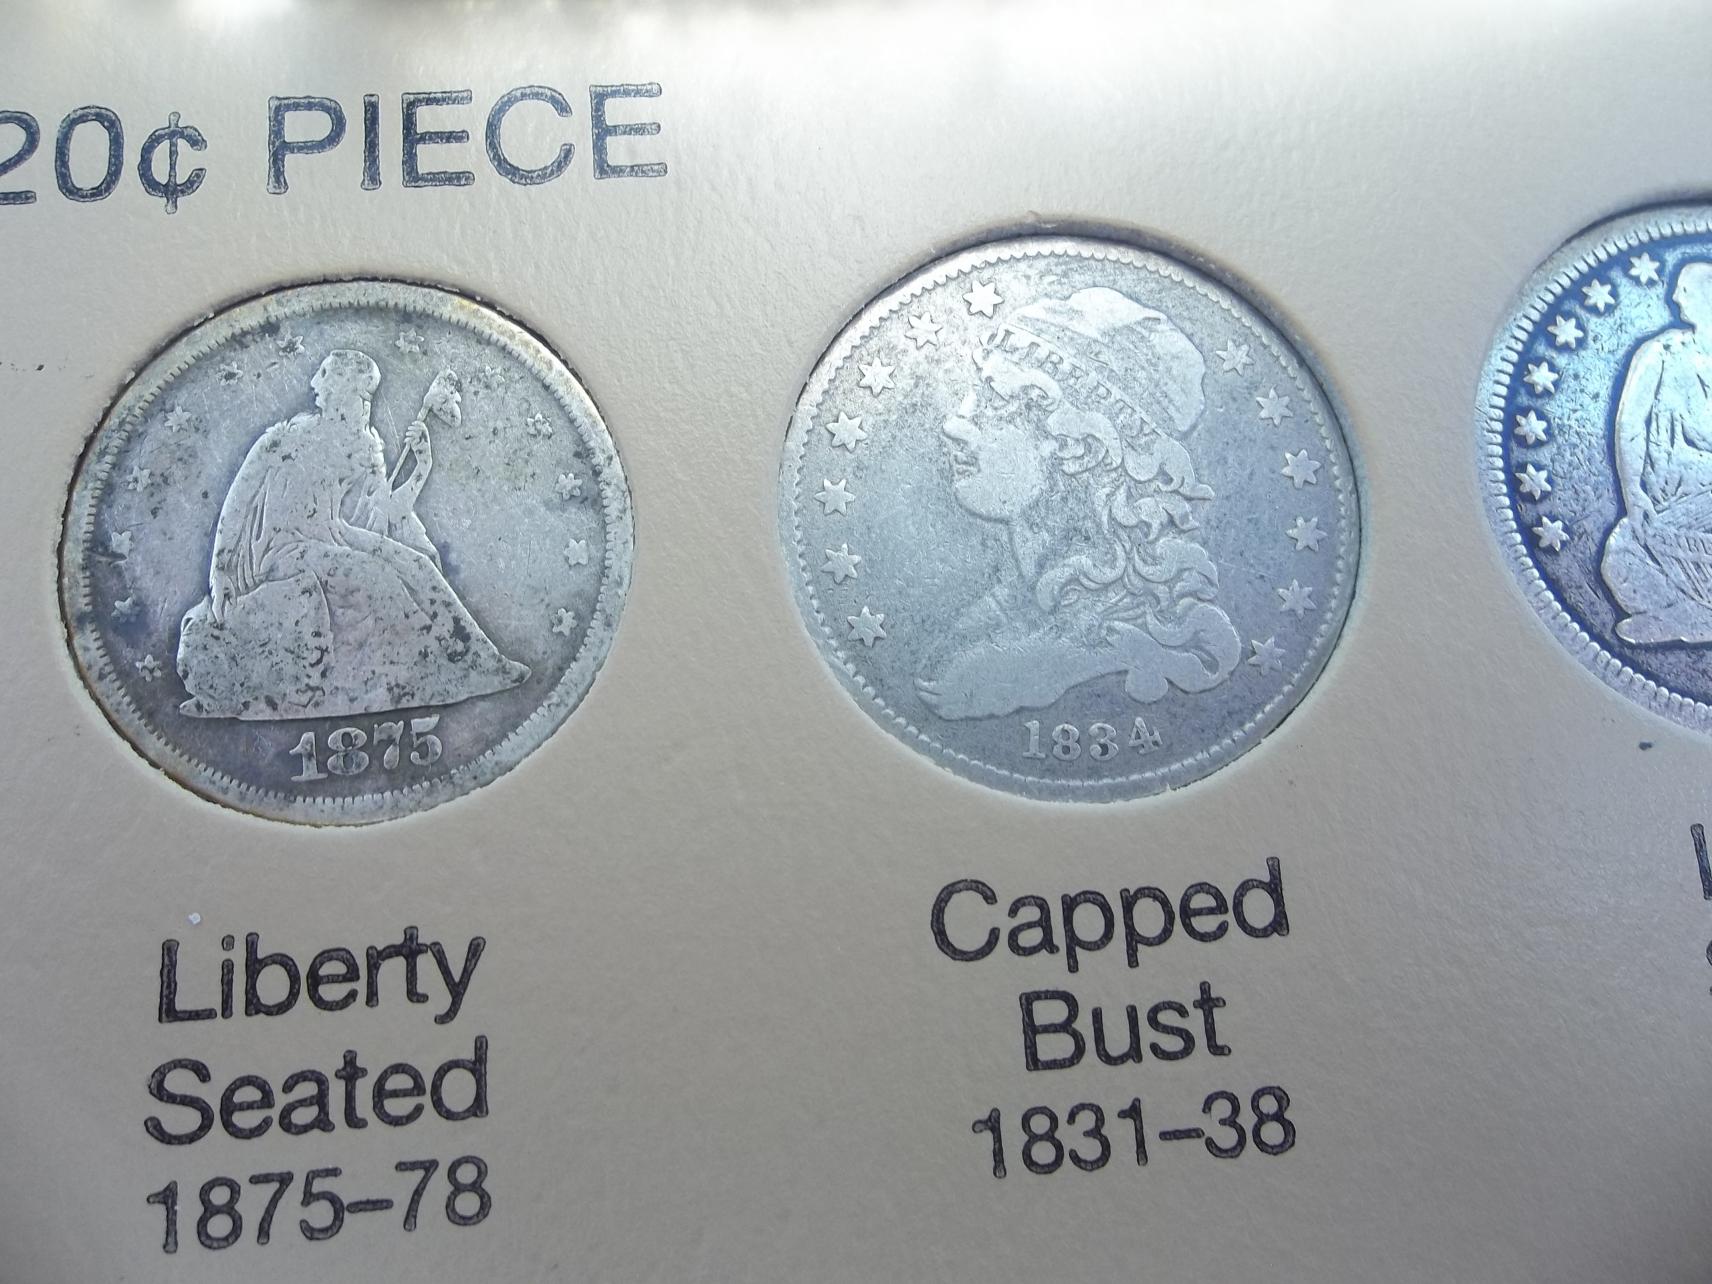 20¢ PIECE
LIBERTY
1875
1834
Liberty
Seated
1875–78
Capped
Bust
1831–38